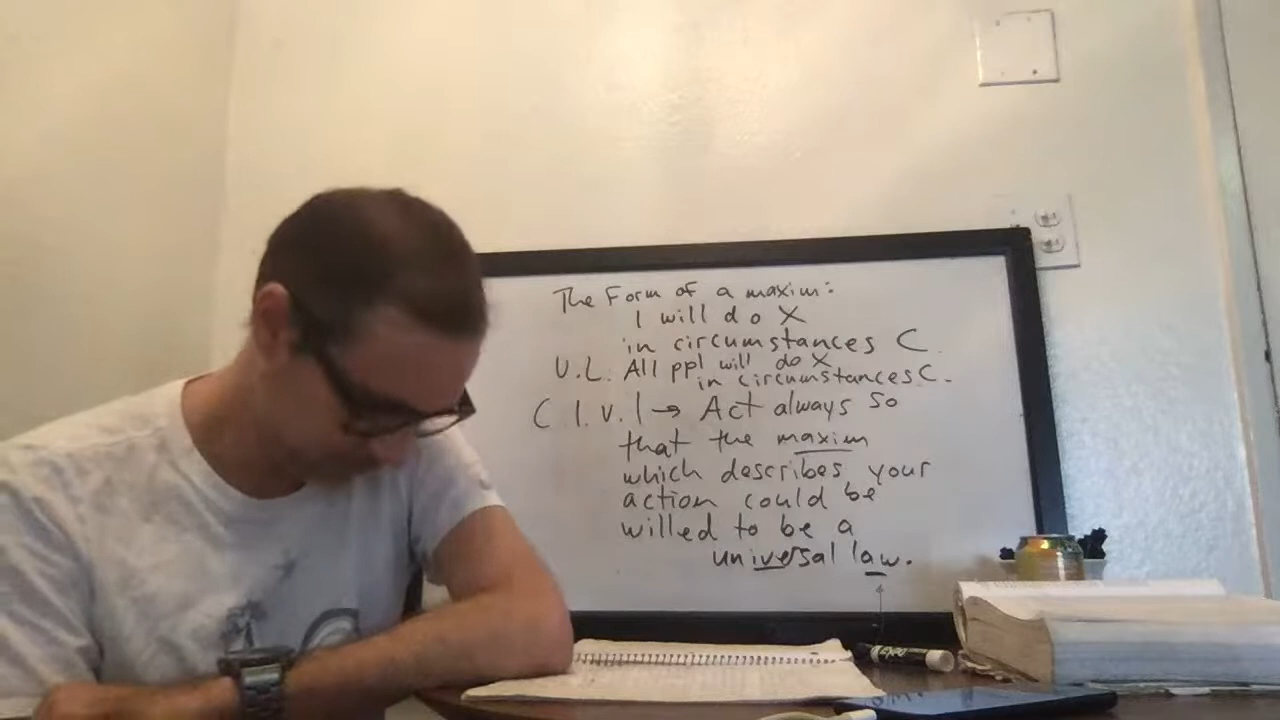 The Form of a maxim:
I will do X
in circumstances C.
U.L. All ppl will do X
in circumstances C.
C.I. v.1 → Act always so
that the maxim
which describes your
action could be
willed to be a
universal law.
EXPO